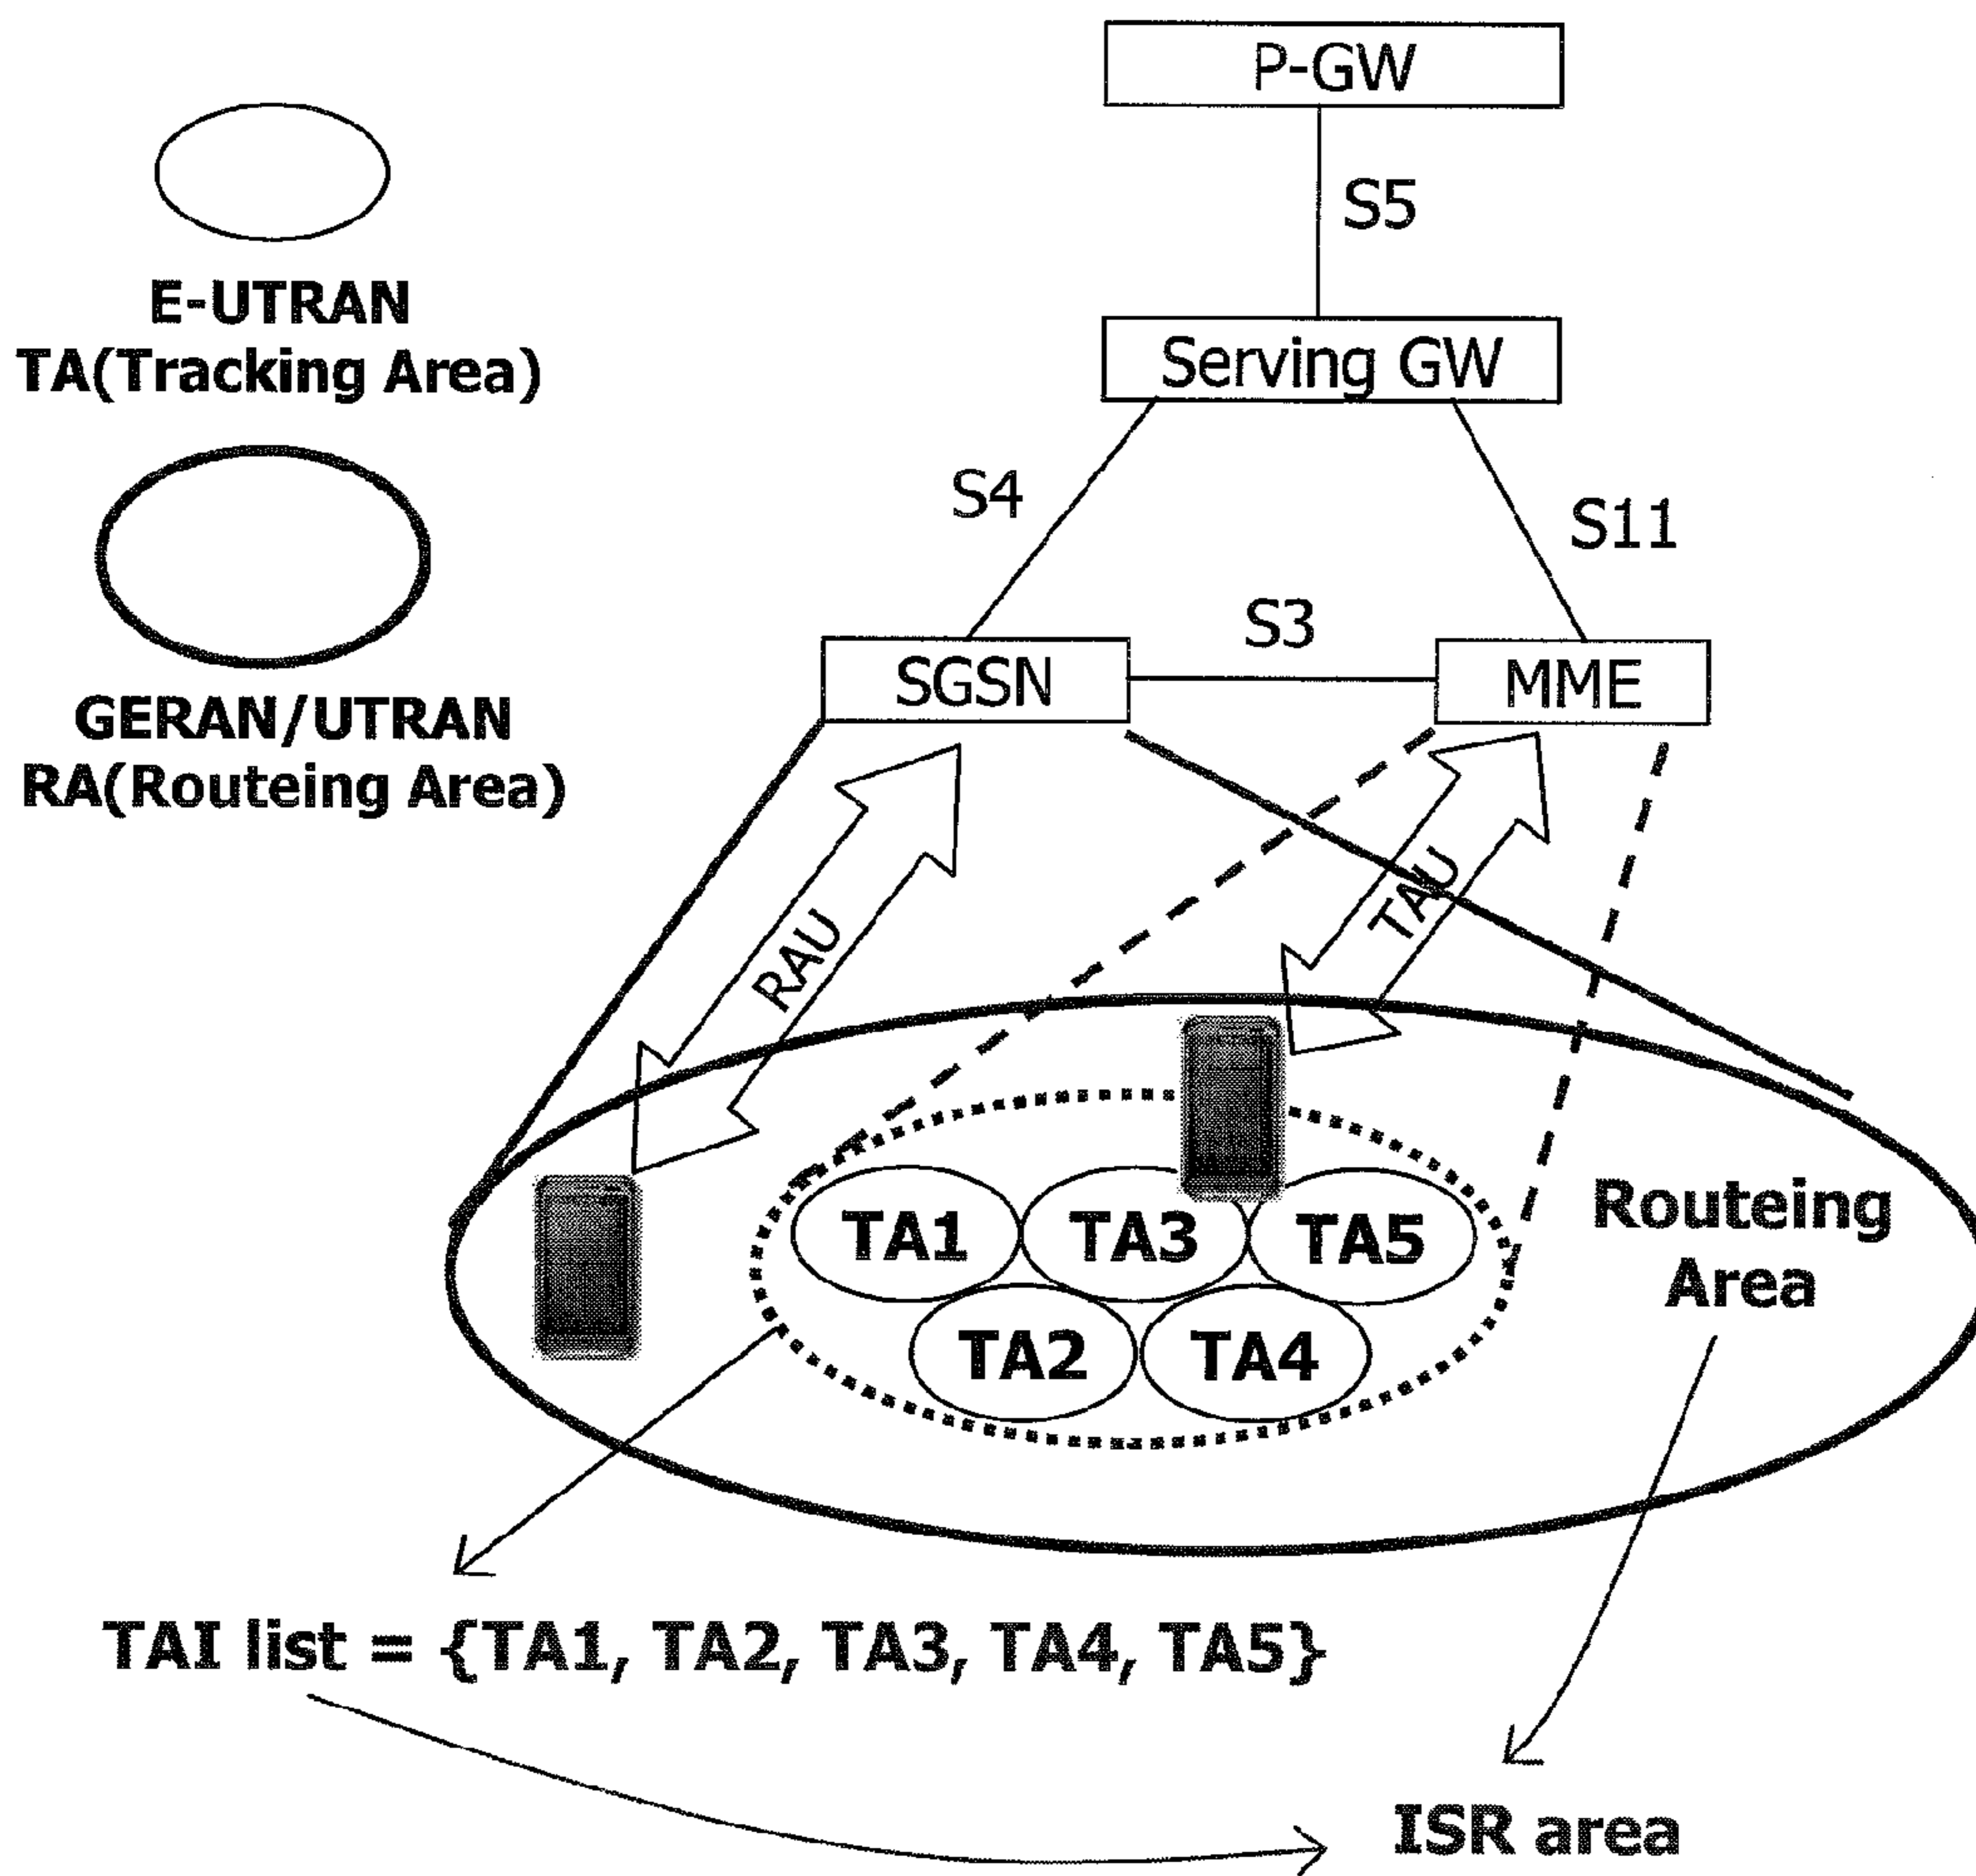 P-GW
S5
E-UTRAN
TA(Tracking Area)
Serving GW
S4
S11
GERAN/UTRAN
RA(Routeing Area)
S3
SGSN
MME
RAU
TAU
Routeing
Area
TA1
TA3
TA5
TA2
TA4
TAI list = {TA1, TA2, TA3, TA4, TA5}
ISR area